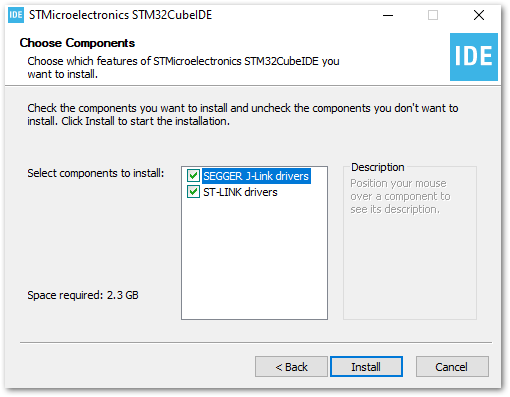 IDE STMicroelectronics STM32CubeIDE
Choose Components
Choose which features of STMicroelectronics STM32CubeIDE you
want to install.
IDE
Check the components you want to install and uncheck the components you don't want to
install. Click Install to start the installation.
Select components to install:
SEGGER J-Link drivers
ST-LINK drivers
Description
Position your mouse
over a component to
see its description.
Space required: 2.3 GB
< Back
Install
Cancel